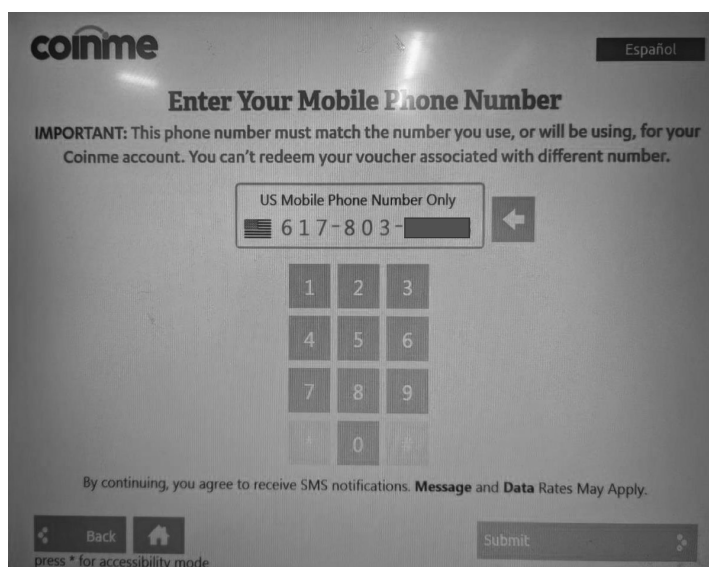 coinme
Español
Enter Your Mobile Phone Number
IMPORTANT: This phone number must match the number you use, or will be using, for your
Coinme account. You can't redeem your voucher associated with different number.
US Mobile Phone Number Only
617-803-
1 2 3
4 5 6
7 8 9
* 0 #
By continuing, you agree to receive SMS notifications. Message and Data Rates May Apply.
Back
Submit
press * for accessibility mode